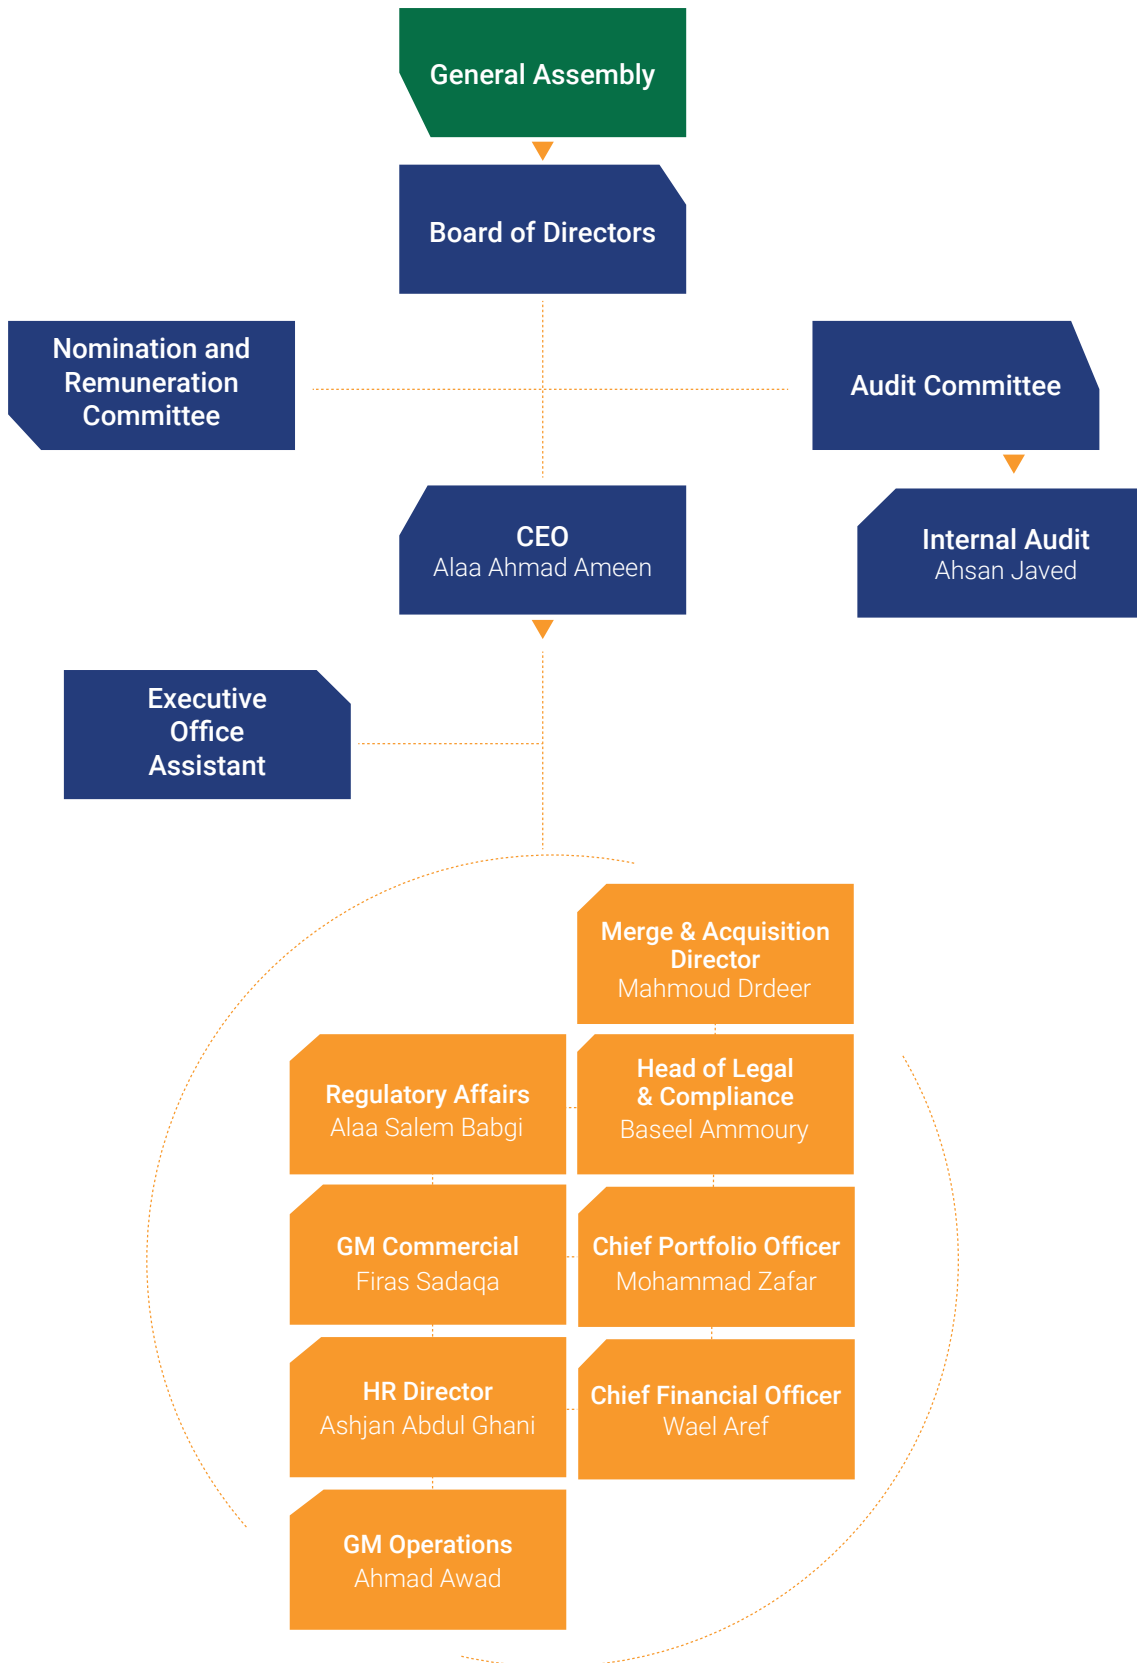 General Assembly
Board of Directors
Nomination and
Remuneration
Committee
Audit Committee
CEO
Alaa Ahmad Ameen
Internal Audit
Ahsan Javed
Executive
Office
Assistant
Merge & Acquisition
Director
Mahmoud Drdeer
Regulatory Affairs
Alaa Salem Babgi
Head of Legal
& Compliance
Baseel Ammoury
GM Commercial
Firas Sadaqa
Chief Portfolio Officer
Mohammad Zafar
HR Director
Ashjan Abdul Ghani
Chief Financial Officer
Wael Aref
GM Operations
Ahmad Awad